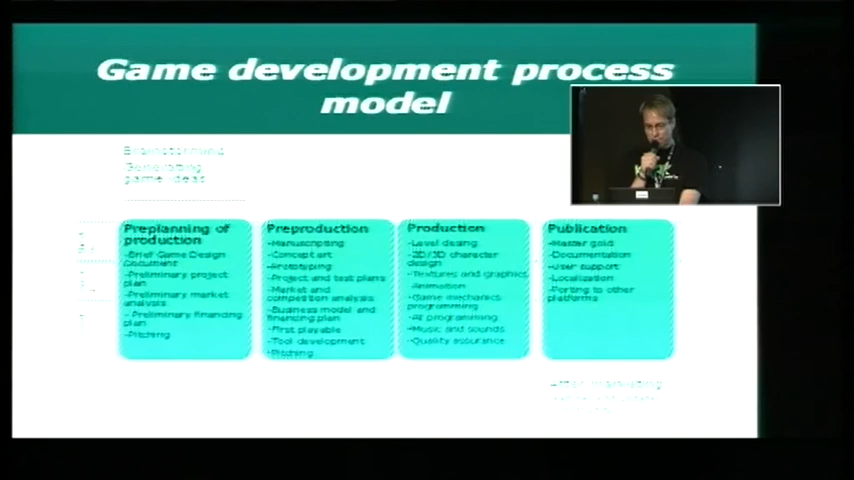 Game development process
model
Brainstorming
Generating
game ideas
Preplanning of
production
-Brief Game Design
Document
-Preliminary project
plan
-Preliminary market
analysis
- Preliminary financing
plan
-Pitching
Preproduction
-Manuscripting
-Concept art
-Prototyping
-Project and test plans
-Market and
competition analysis
-Business model and
financing plan
-First playable
-Tool development
-Pitching
Production
-Level desing
-2D/3D character
design
-Textures and graphics
-Animation
-Game mechanics
programming
-AI programming
-Music and sounds
-Quality assurance
Publication
-Master gold
-Documentation
-User support
-Localization
-Porting to other
platforms
-After marketing